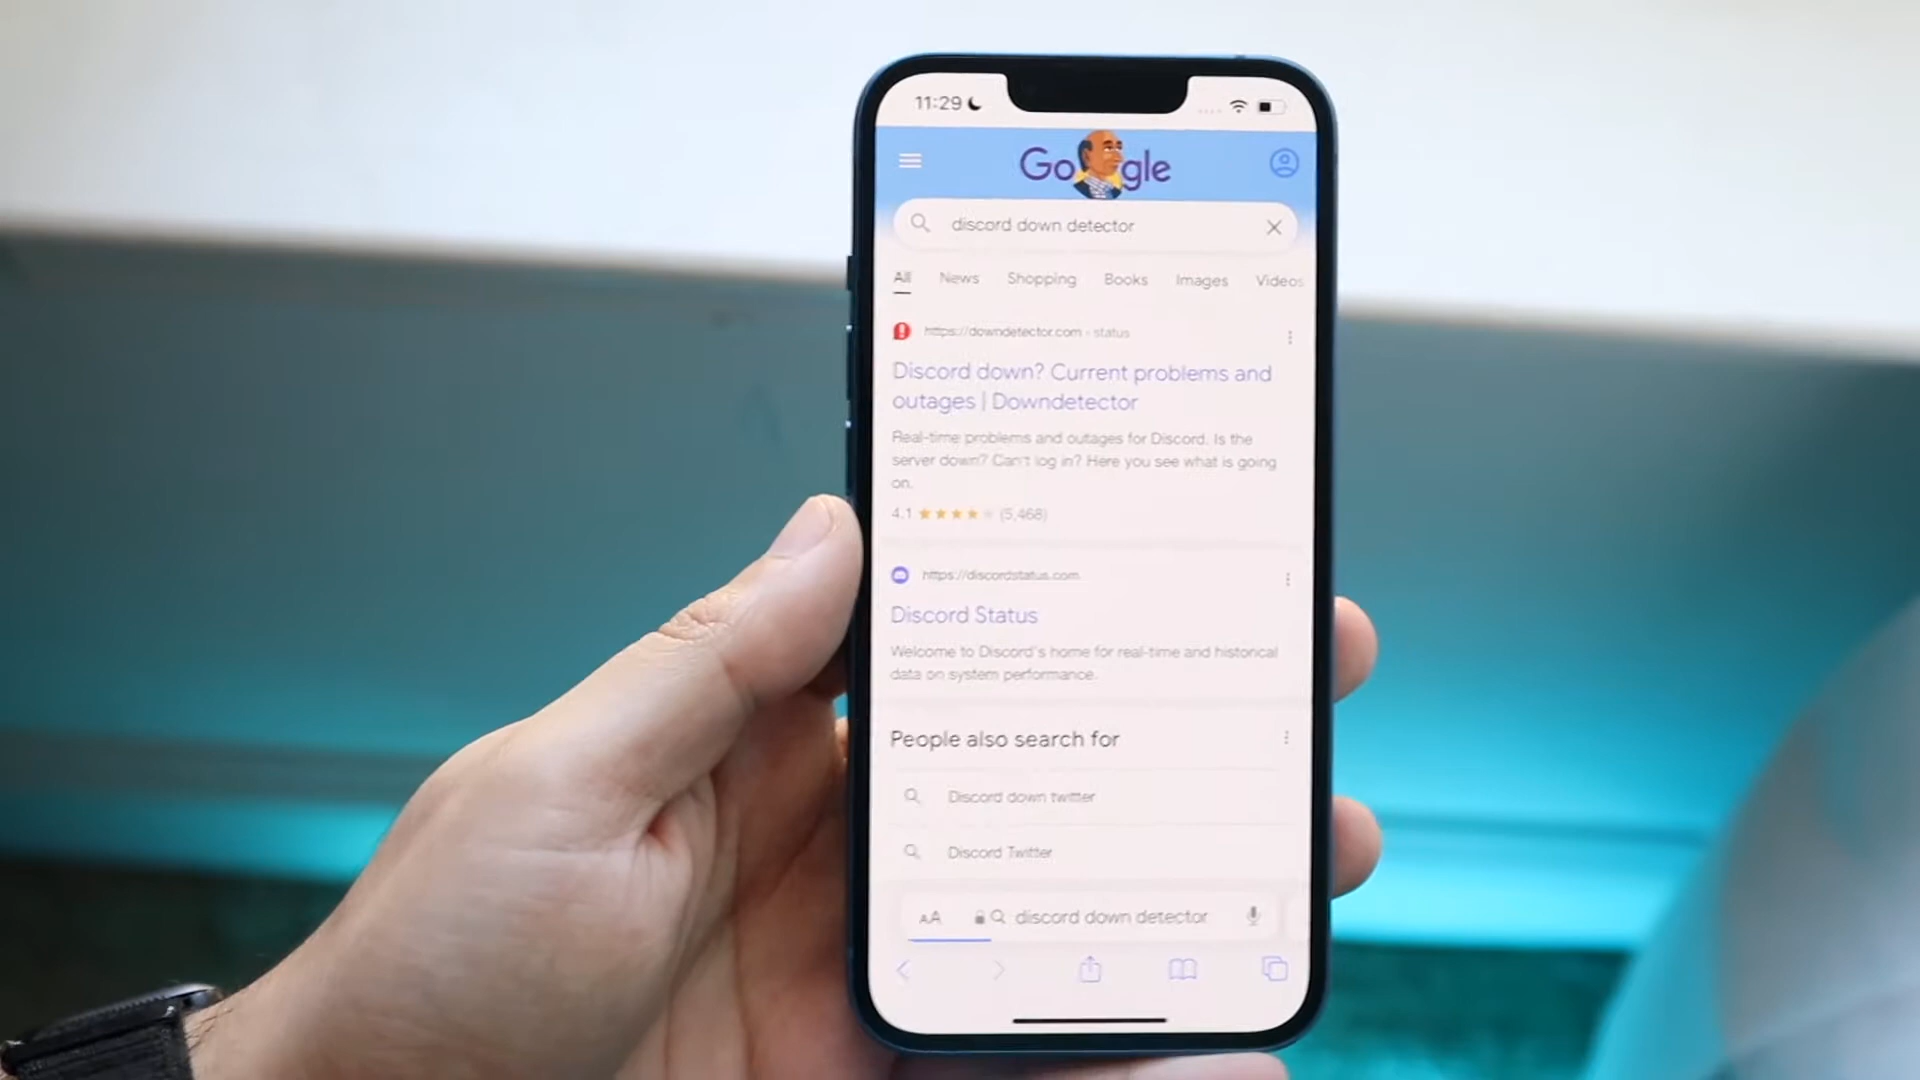 11:29
Google
discord down detector
All News Shopping Books Images Videos
https://downdetector.com › status
Discord down? Current problems and
outages | Downdetector
Real-time problems and outages for Discord. Is the
server down? Can't log in? Here you see what is going
on.
4.1 (5,468)
https://discordstatus.com
Discord Status
Welcome to Discord's home for real-time and historical
data on system performance.
People also search for
Discord down twitter
Discord Twitter
AA discord down detector